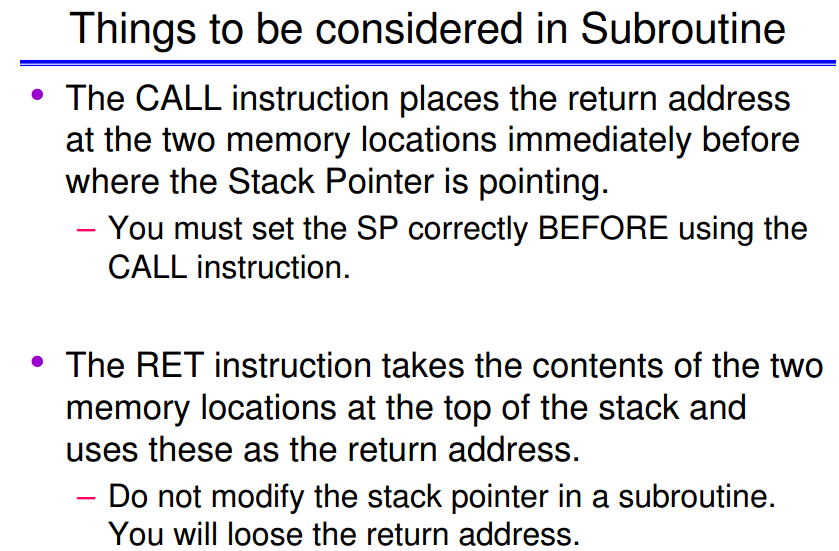 Things to be considered in Subroutine
• The CALL instruction places the return address
at the two memory locations immediately before
where the Stack Pointer is pointing.
– You must set the SP correctly BEFORE using the
CALL instruction.
• The RET instruction takes the contents of the two
memory locations at the top of the stack and
uses these as the return address.
– Do not modify the stack pointer in a subroutine.
You will loose the return address.